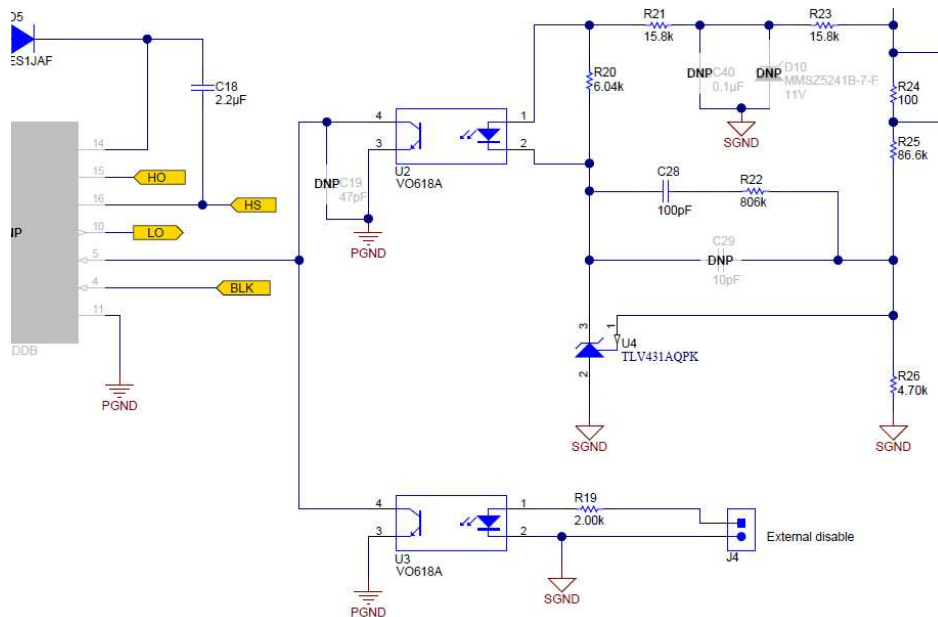 D5
ES1JAF
C18
2.2µF
14
15
HO
16
HS
10
LO
5
4
BLK
11
DDB
PGND
DNP
C19
47pF
PGND
4
3
1
2
U2
VO618A
R20
6.04k
R21
15.8k
R23
15.8k
DNP
C40
0.1µF
DNP
D10
MMSZ5241B-7-F
11V
SGND
R24
100
R25
86.6k
C28
100pF
R22
806k
C29
DNP
10pF
3
1
U4
TLV431AQPK
2
SGND
R26
4.70k
SGND
4
3
1
2
U3
VO618A
PGND
R19
2.00k
SGND
J4
External disable